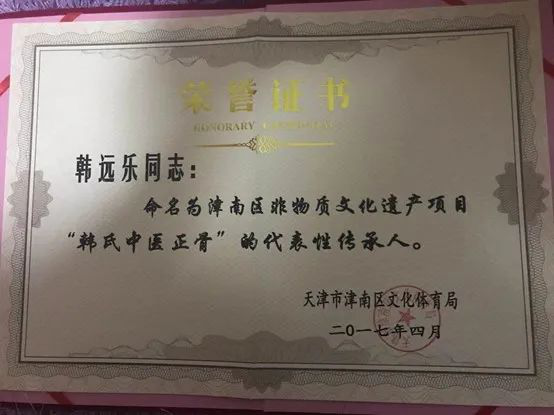 荣誉证书
HONORARY
韩远乐同志：
命名为津南区非物质文化遗产项目
“韩氏中医正骨”的代表性传承人。
天津市津南区文化体育局
二〇一七年四月